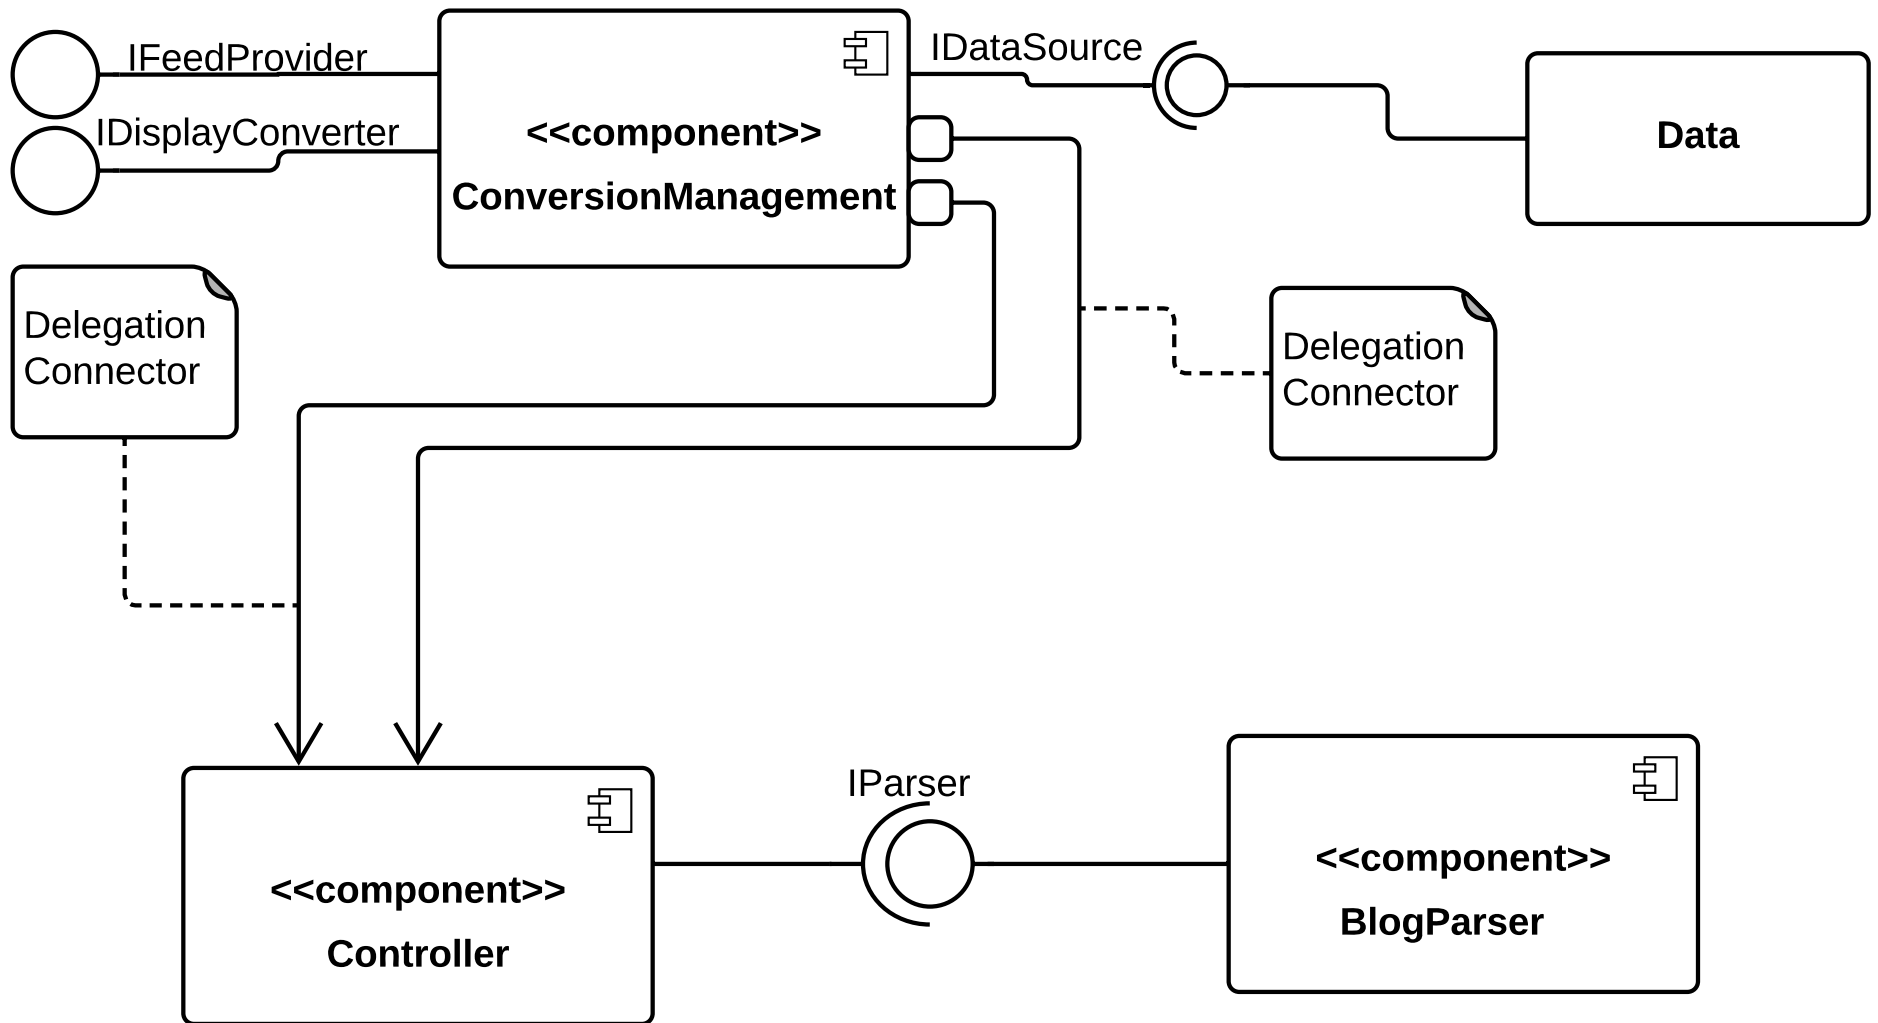 IFeedProvider
IDataSource
IDisplayConverter
<<component>>
ConversionManagement
Data
Delegation
Connector
Delegation
Connector
IParser
<<component>>
Controller
<<component>>
BlogParser